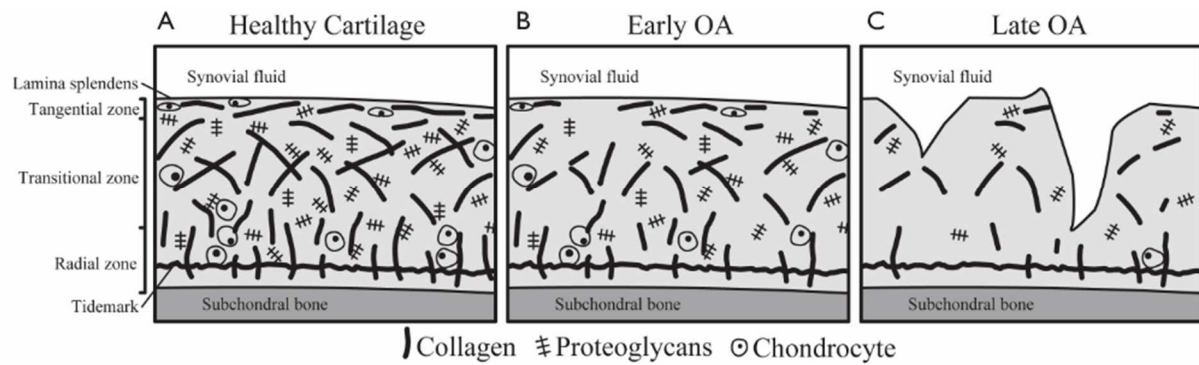 A Healthy Cartilage
B Early OA
C Late OA
Synovial fluid
Synovial fluid
Synovial fluid
Lamina splendens
Tangential zone
Transitional zone
Radial zone
Tidemark
Subchondral bone
Subchondral bone
Subchondral bone
Collagen Proteoglycans Chondrocyte